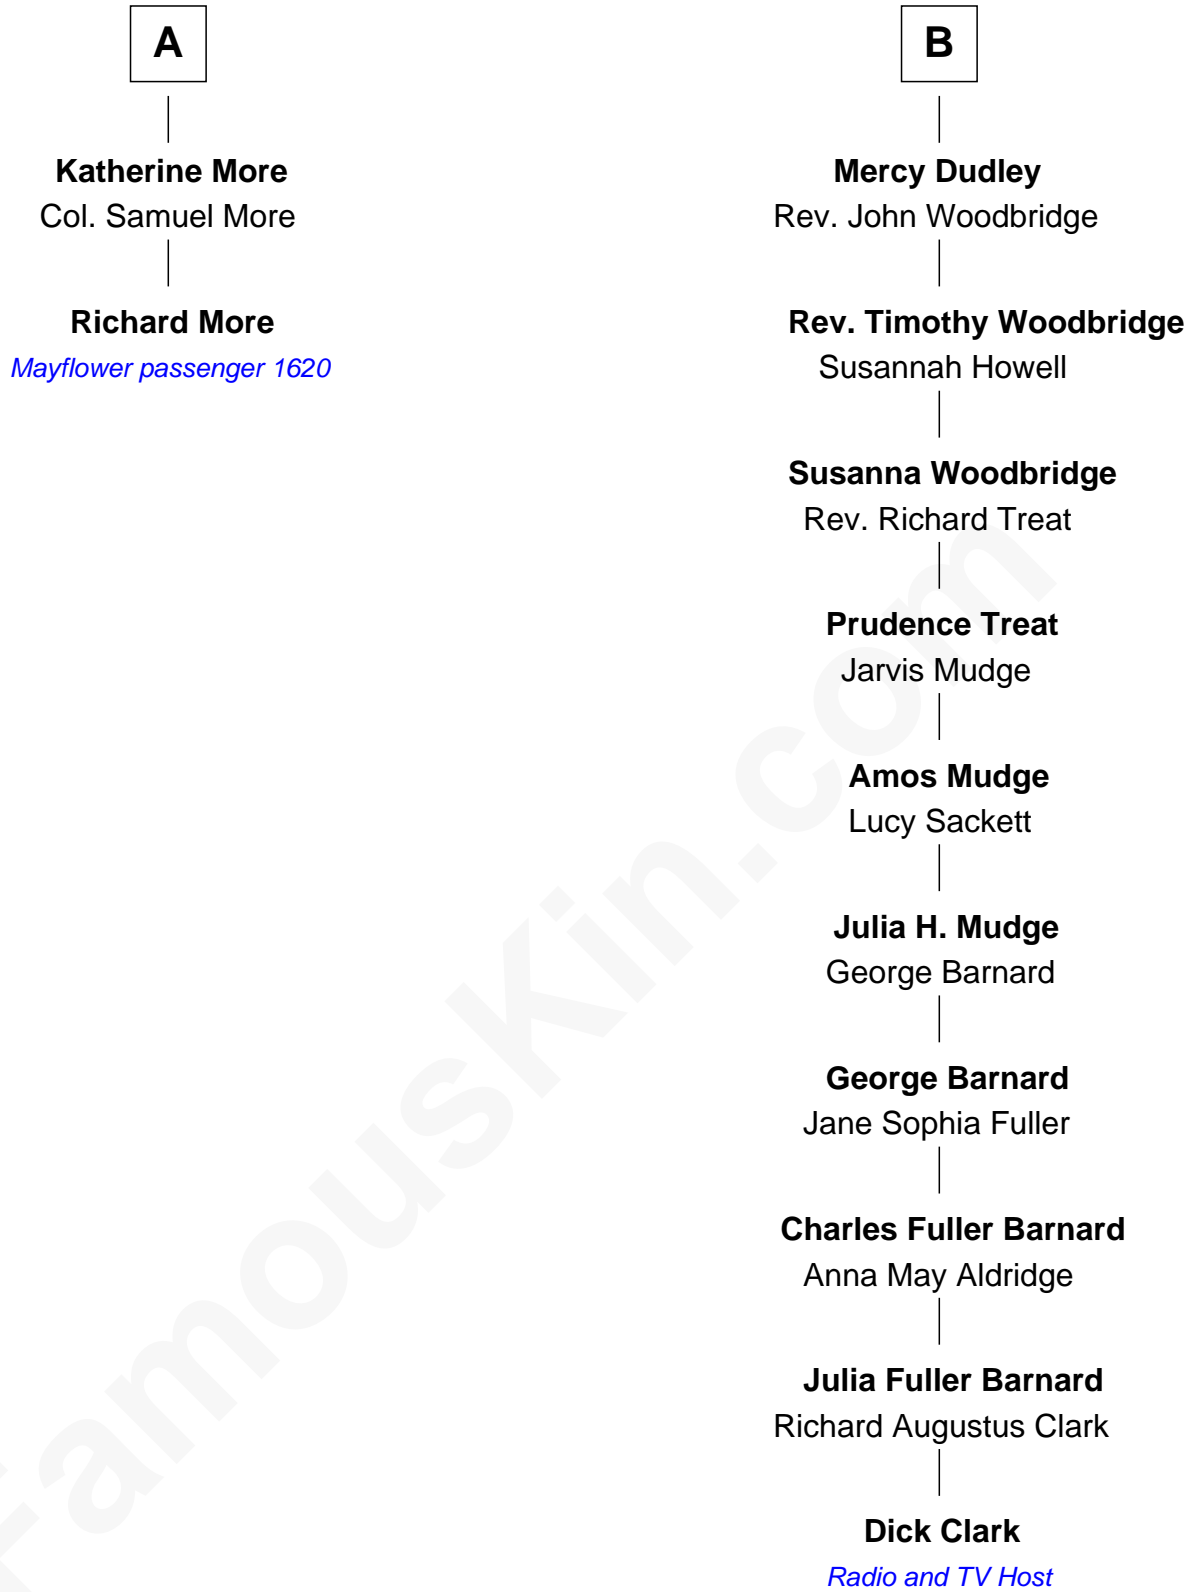 A
Katherine More
Col. Samuel More
Richard More
Mayflower passenger 1620
B
Mercy Dudley
Rev. John Woodbridge
Rev. Timothy Woodbridge
Susannah Howell
Susanna Woodbridge
Rev. Richard Treat
Prudence Treat
Jarvis Mudge
Amos Mudge
Lucy Sackett
Julia H. Mudge
George Barnard
George Barnard
Jane Sophia Fuller
Charles Fuller Barnard
Anna May Aldridge
Julia Fuller Barnard
Richard Augustus Clark
Dick Clark
Radio and TV Host
FamousKin.com